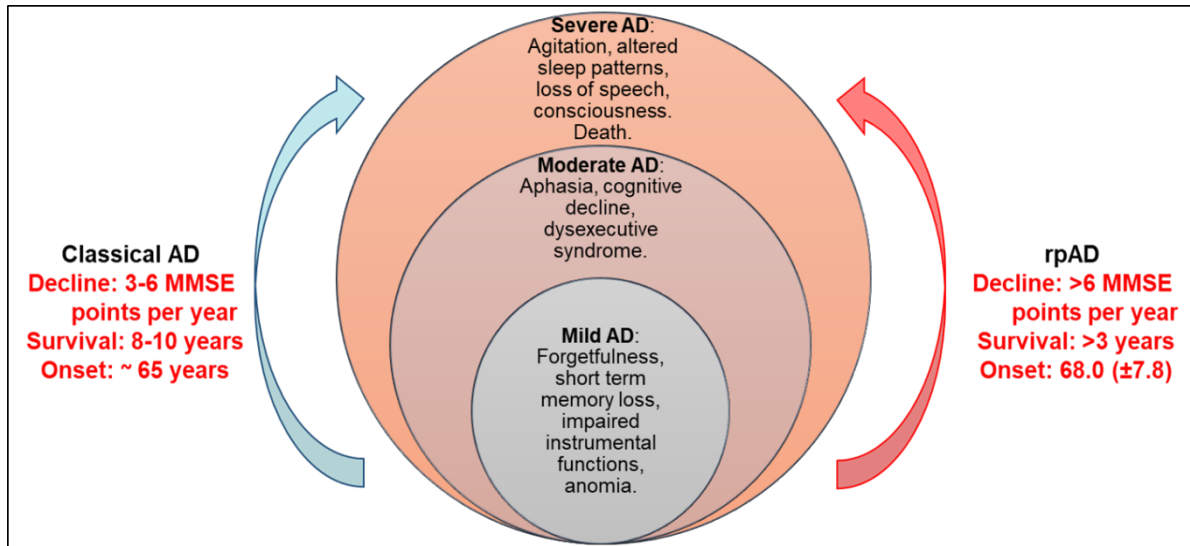 Severe AD:
Agitation, altered
sleep patterns,
loss of speech,
consciousness.
Death.
Moderate AD:
Aphasia, cognitive
decline,
dysexecutive
syndrome.
Mild AD:
Forgetfulness,
short term
memory loss,
impaired
instrumental
functions,
anomia.
Classical AD
Decline: 3-6 MMSE
points per year
Survival: 8-10 years
Onset: ~ 65 years
rpAD
Decline: >6 MMSE
points per year
Survival: >3 years
Onset: 68.0 (±7.8)